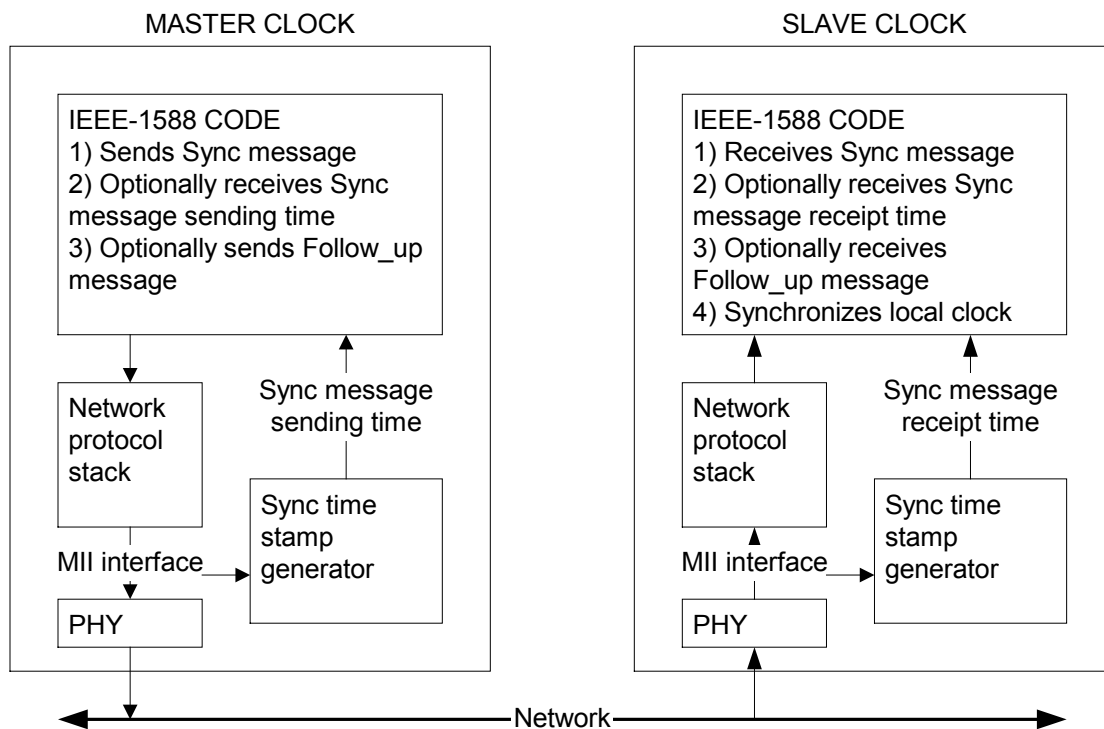 MASTER CLOCK
IEEE-1588 CODE
1) Sends Sync message
2) Optionally receives Sync
message sending time
3) Optionally sends Follow_up
message
Sync message
sending time
Network
protocol
stack
Sync time
stamp
generator
MII interface
PHY
SLAVE CLOCK
IEEE-1588 CODE
1) Receives Sync message
2) Optionally receives Sync
message receipt time
3) Optionally receives
Follow_up message
4) Synchronizes local clock
Sync message
receipt time
Network
protocol
stack
Sync time
stamp
generator
MII interface
PHY
Network